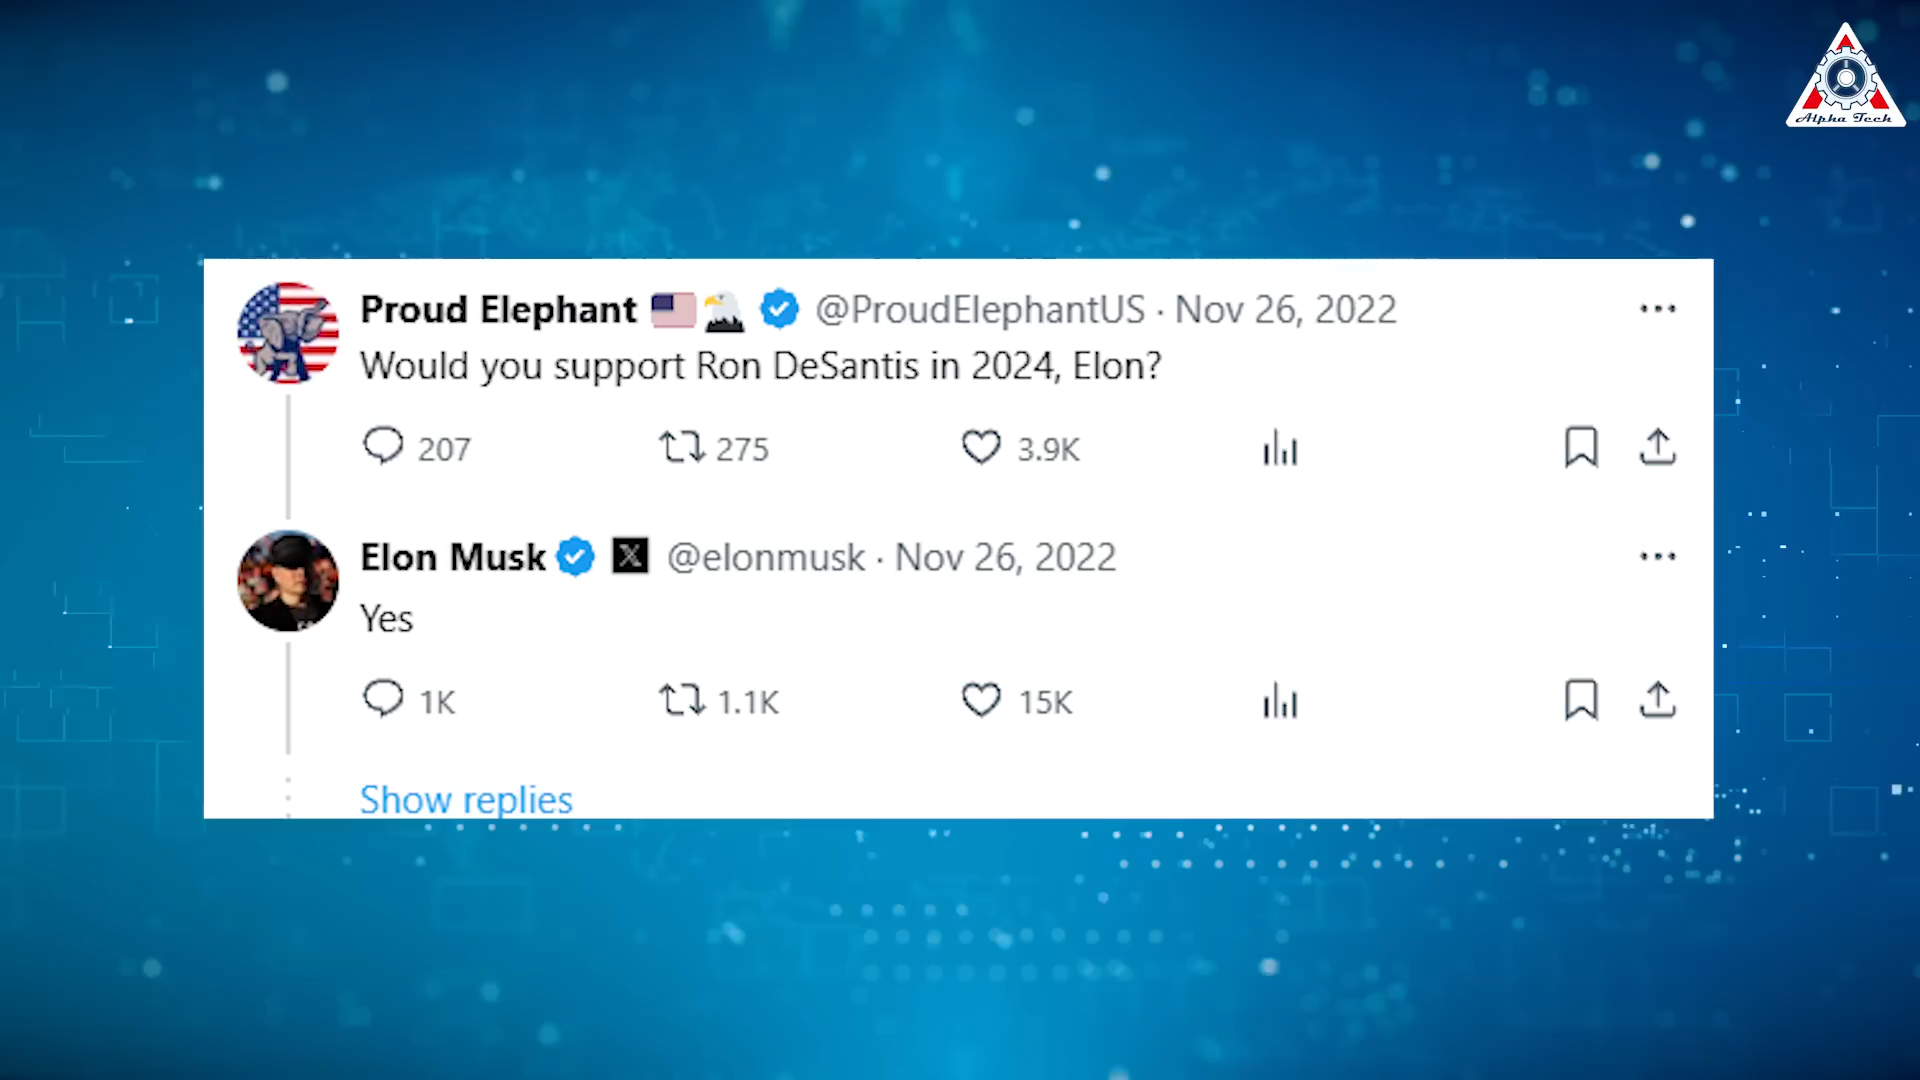 Alpha Tech
Proud Elephant 🇺🇸🦅 @ProudElephantUS · Nov 26, 2022
Would you support Ron DeSantis in 2024, Elon?
207 275 3.9K
Elon Musk X @elonmusk · Nov 26, 2022
Yes
1K 1.1K 15K
Show replies